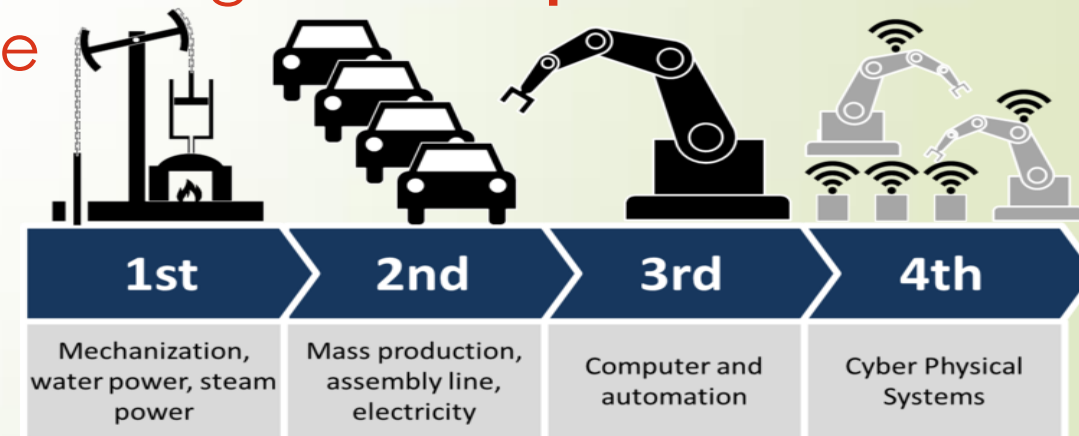 e
1st
2nd
3rd
4th
Mechanization,
water power, steam
power
Mass production,
assembly line,
electricity
Computer and
automation
Cyber Physical
Systems